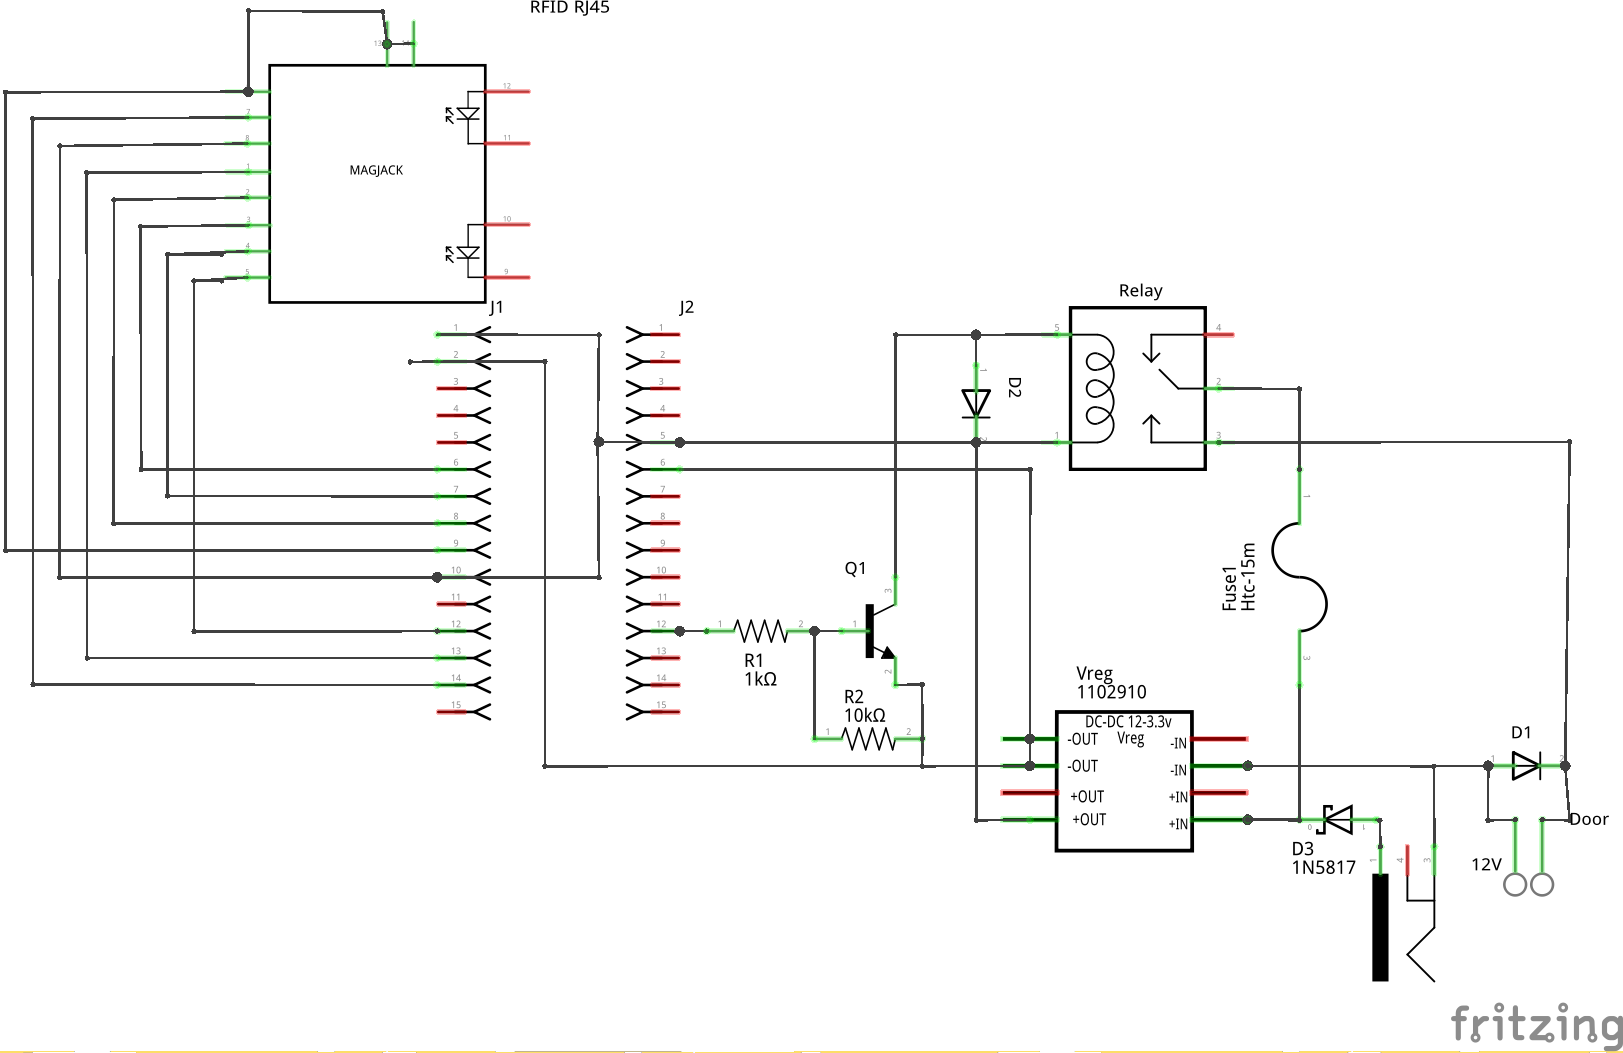 RFID RJ45
13
12
7
8
11
1
MAGJACK
2
10
3
4
5
9
J1
J2
Relay
1
1
5
4
2
2
1
D2
3
3
2
4
4
5
5
1
3
6
6
7
7
1
8
8
9
9
Fuse1
Htc-15m
10
10
Q1
3
11
11
12
12
1
2
1
13
13
R1
1kΩ
2
3
14
14
Vreg
1102910
R2
10kΩ
15
15
DC-DC 12-3.3v
Vreg
1
2
-OUT
-IN
D1
-OUT
-IN
1
2
+OUT
+IN
+OUT
+IN
0
1
Door
D3
1N5817
1
4
3
12V
fritzing